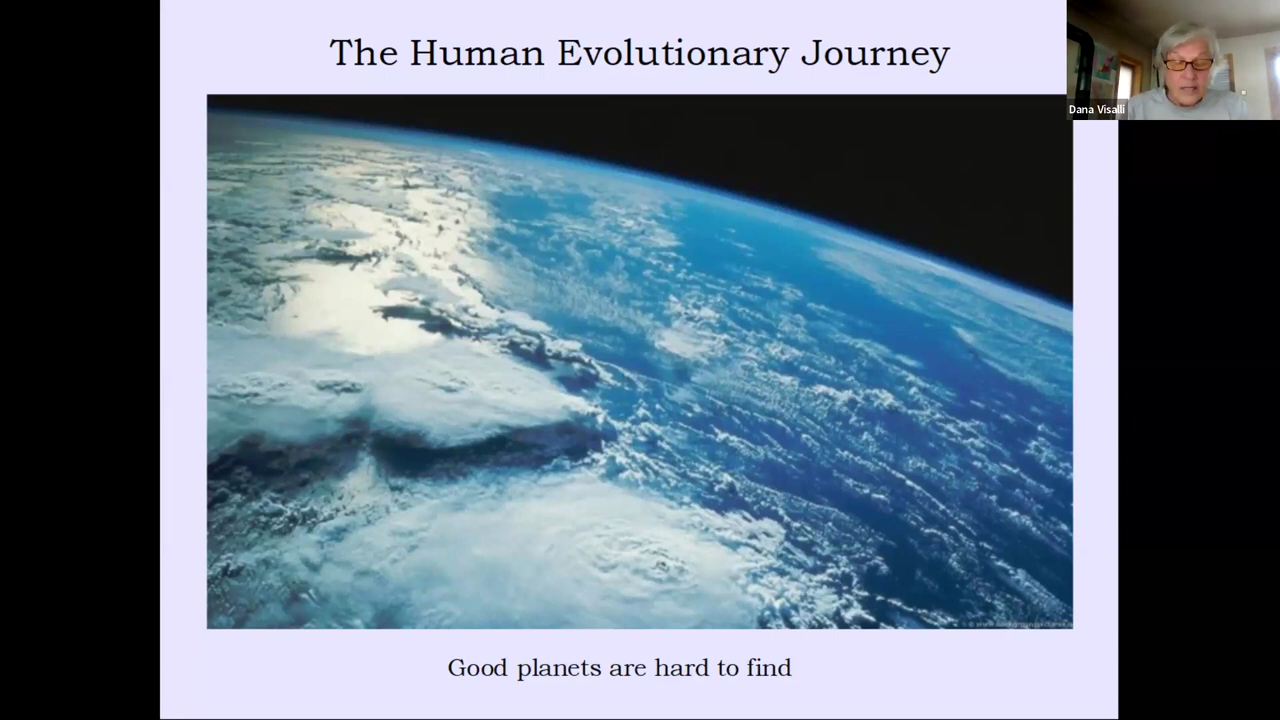 The Human Evolutionary Journey
Dana Visalli
Good planets are hard to find